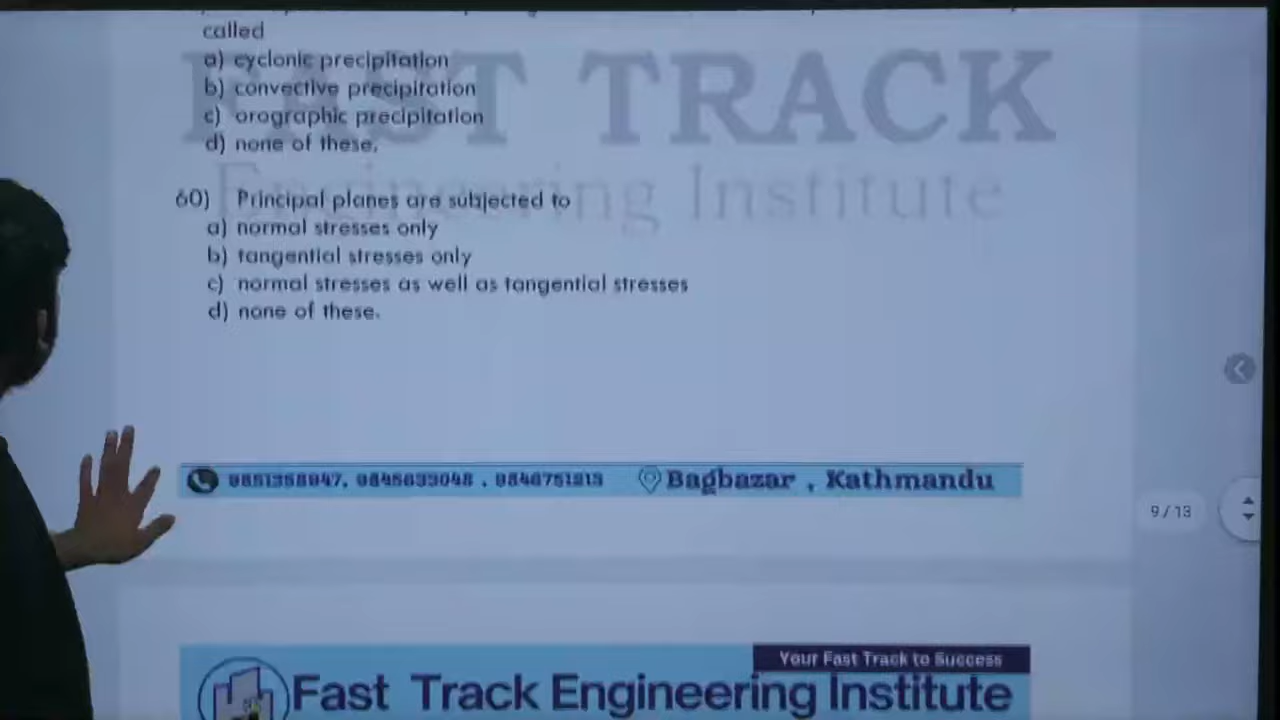 called
a) cyclonic precipitation
b) convective precipitation
c) orographic precipitation
d) none of these.
FAST TRACK
Engineering Institute
60) Principal planes are subjected to
a) normal stresses only
b) tangential stresses only
c) normal stresses as well as tangential stresses
d) none of these.
Bagbazar , Kathmandu
9 / 13
Your Fast Track to Success
Fast Track Engineering Institute